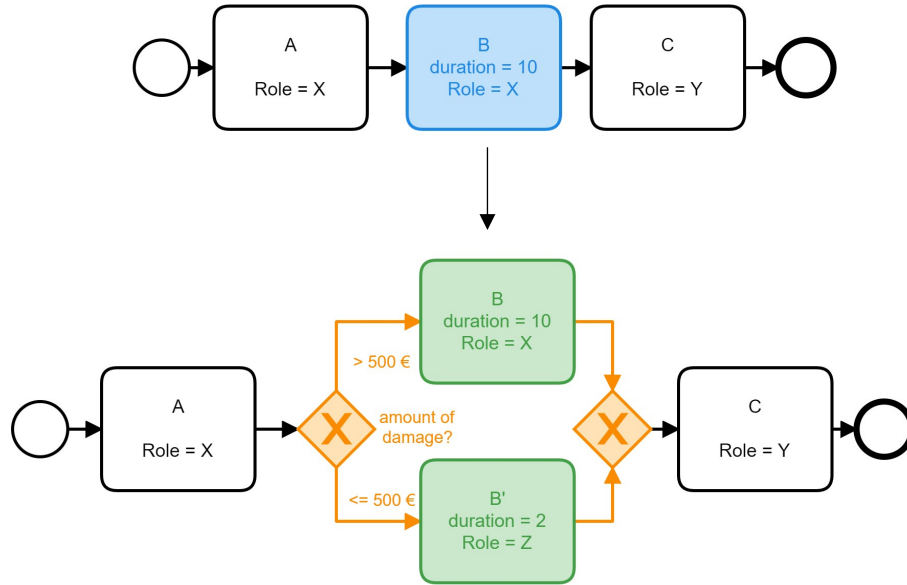 A
Role = X
B
duration = 10
Role = X
C
Role = Y
B
duration = 10
Role = X
> 500 €
A
Role = X
X
amount of
damage?
X
C
Role = Y
<= 500 €
B'
duration = 2
Role = Z